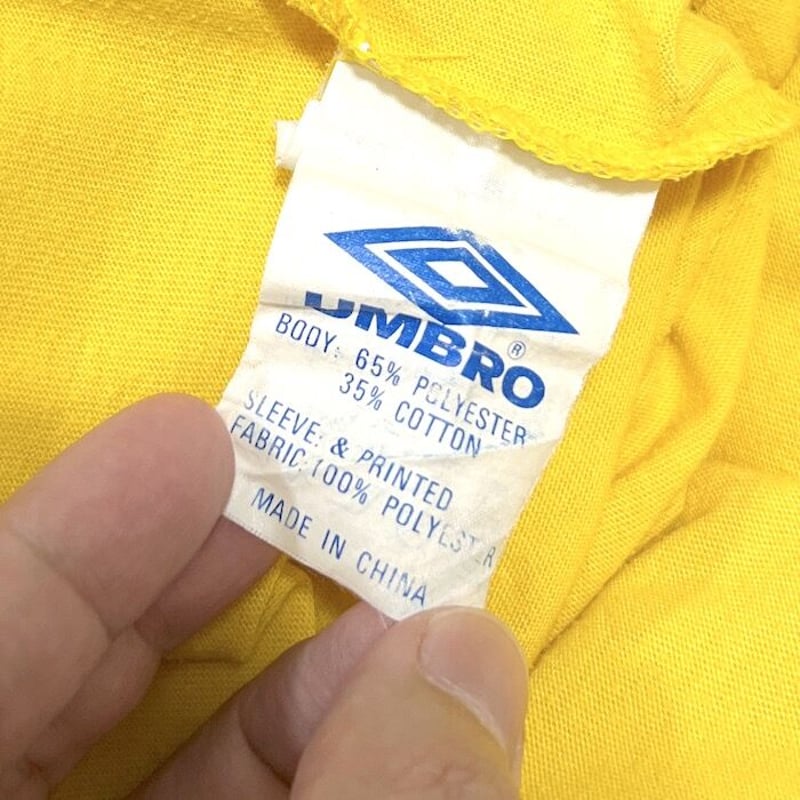 UMBRO®
BODY: 65% POLYESTER
35% COTTON
SLEEVE: & PRINTED
FABRIC:100% POLYESTER
MADE IN CHINA